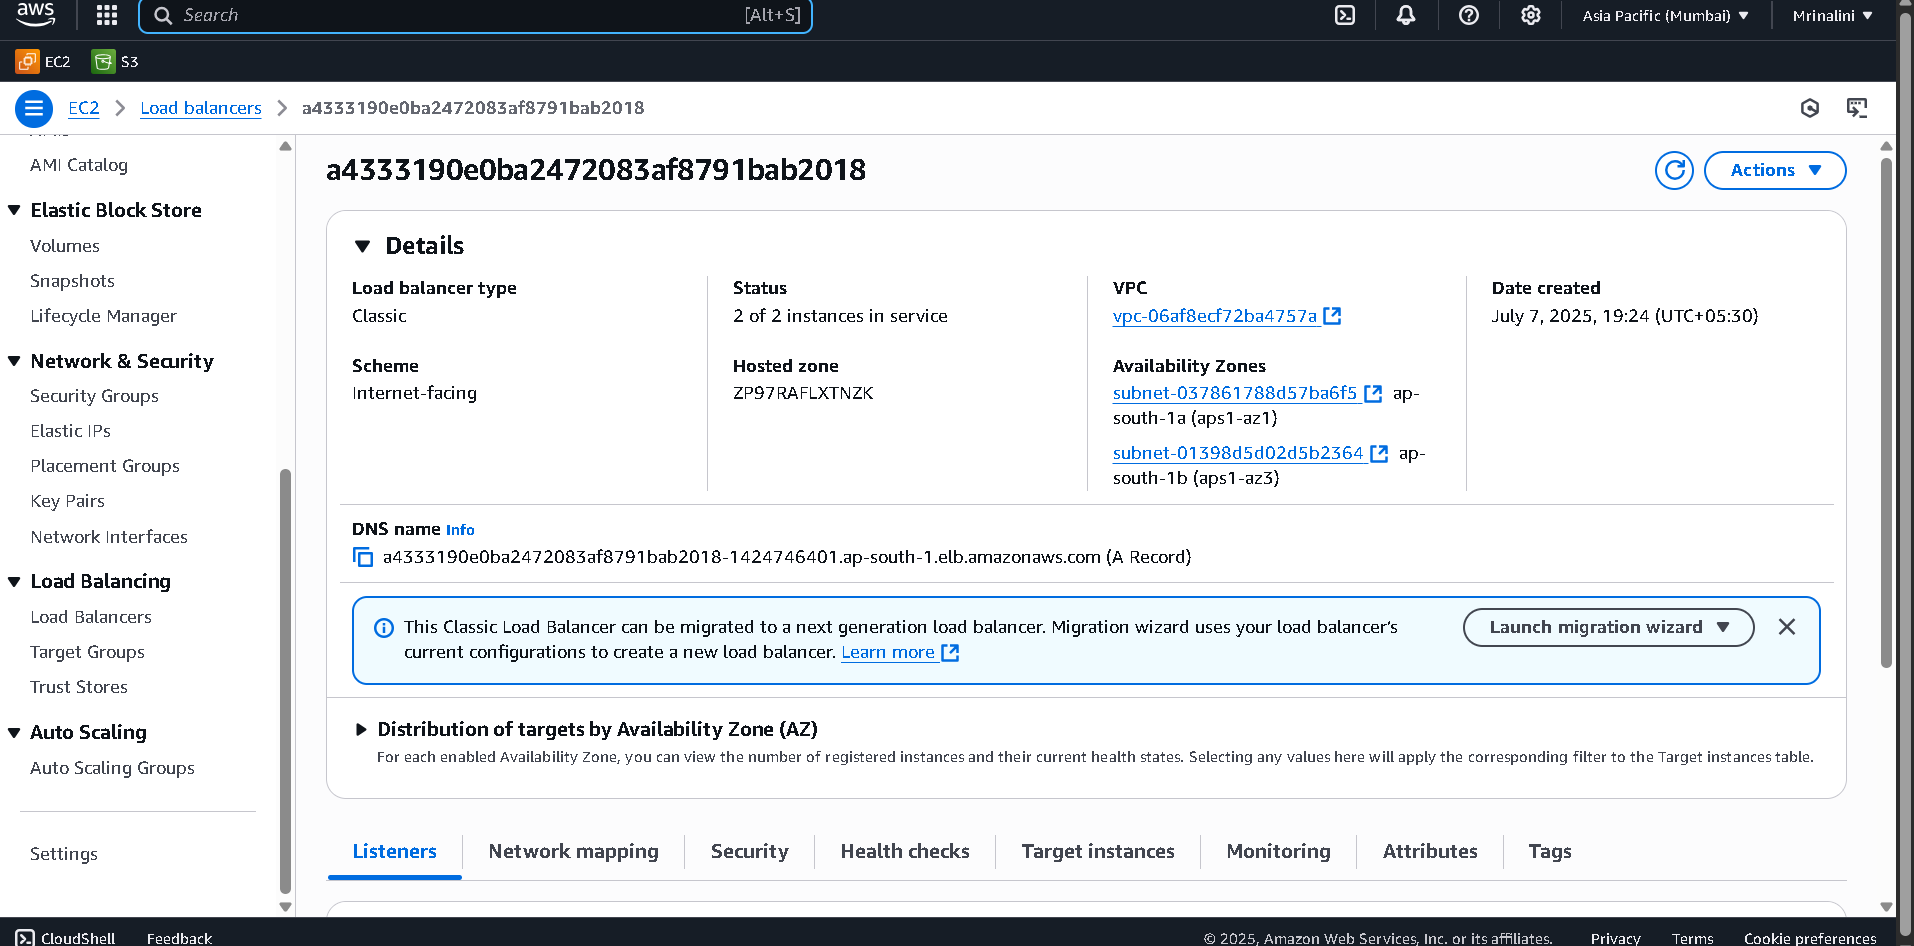 aws
Search [Alt+S]
Asia Pacific (Mumbai) ▼
Mrinalini ▼
EC2
S3
EC2 > Load balancers > a4333190e0ba2472083af8791bab2018
AMI Catalog
Elastic Block Store
Volumes
Snapshots
Lifecycle Manager
Network & Security
Security Groups
Elastic IPs
Placement Groups
Key Pairs
Network Interfaces
Load Balancing
Load Balancers
Target Groups
Trust Stores
Auto Scaling
Auto Scaling Groups
Settings
a4333190e0ba2472083af8791bab2018
Actions
Details
Load balancer type
Classic
Scheme
Internet-facing
Status
2 of 2 instances in service
Hosted zone
ZP97RAFLXTNZK
VPC
vpc-06af8ecf72ba4757a
Availability Zones
subnet-037861788d57ba6f5 ap-
south-1a (aps1-az1)
subnet-01398d5d02d5b2364 ap-
south-1b (aps1-az3)
Date created
July 7, 2025, 19:24 (UTC+05:30)
DNS name Info
a4333190e0ba2472083af8791bab2018-1424746401.ap-south-1.elb.amazonaws.com (A Record)
This Classic Load Balancer can be migrated to a next generation load balancer. Migration wizard uses your load balancer's
current configurations to create a new load balancer. Learn more
Launch migration wizard
Distribution of targets by Availability Zone (AZ)
For each enabled Availability Zone, you can view the number of registered instances and their current health states. Selecting any values here will apply the corresponding filter to the Target instances table.
Listeners
Network mapping
Security
Health checks
Target instances
Monitoring
Attributes
Tags
CloudShell
Feedback
© 2025, Amazon Web Services, Inc. or its affiliates.
Privacy
Terms
Cookie preferences